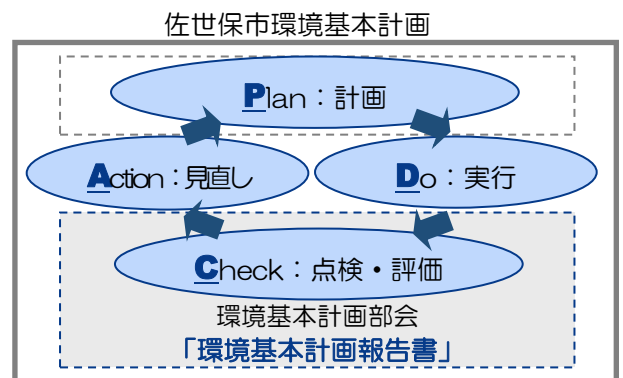 佐世保市環境基本計画
Plan：計画
Action：見直し
Do：実行
Check：点検・評価
環境基本計画部会
「環境基本計画報告書」